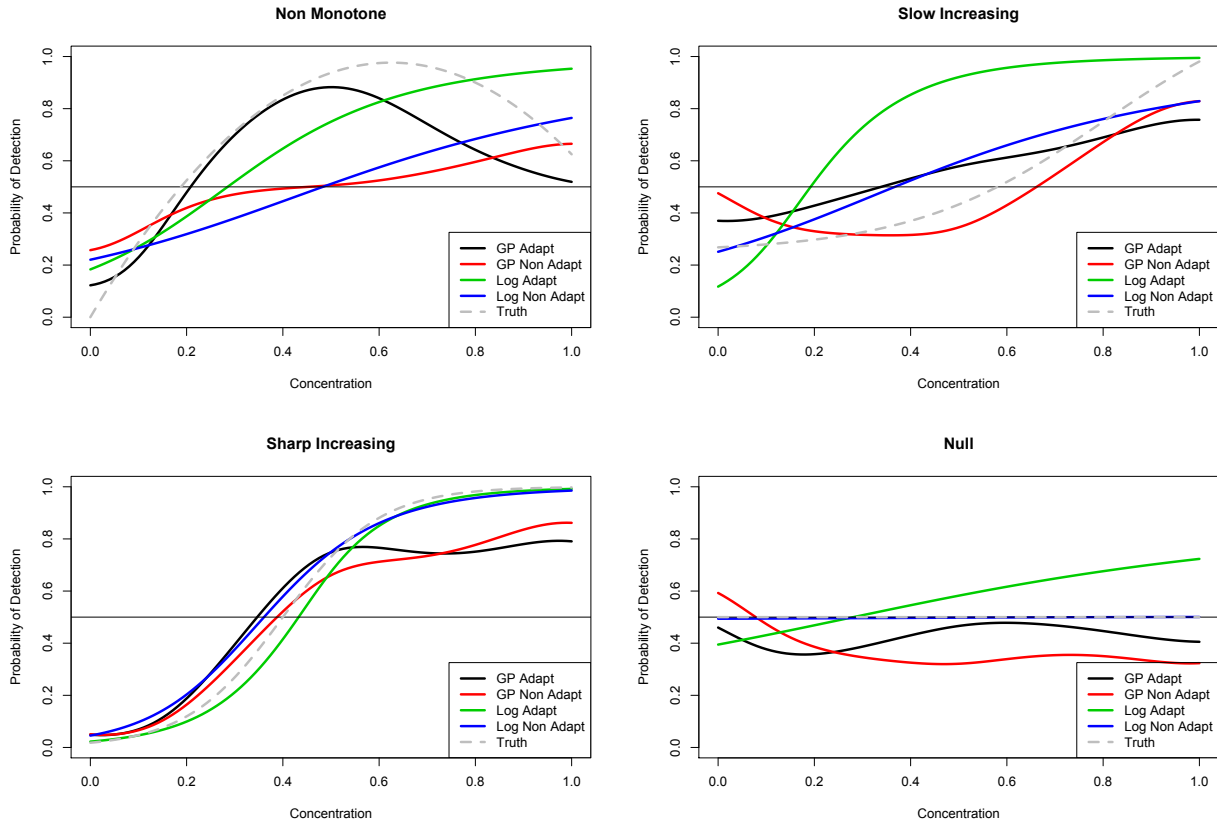 Non Monotone
Probability of Detection
0.0 0.2 0.4 0.6 0.8 1.0
0.0 0.2 0.4 0.6 0.8 1.0
Concentration
GP Adapt
GP Non Adapt
Log Adapt
Log Non Adapt
Truth
Slow Increasing
Probability of Detection
0.0 0.2 0.4 0.6 0.8 1.0
0.0 0.2 0.4 0.6 0.8 1.0
Concentration
GP Adapt
GP Non Adapt
Log Adapt
Log Non Adapt
Truth
Sharp Increasing
Probability of Detection
0.0 0.2 0.4 0.6 0.8 1.0
0.0 0.2 0.4 0.6 0.8 1.0
Concentration
GP Adapt
GP Non Adapt
Log Adapt
Log Non Adapt
Truth
Null
Probability of Detection
0.0 0.2 0.4 0.6 0.8 1.0
0.0 0.2 0.4 0.6 0.8 1.0
Concentration
GP Adapt
GP Non Adapt
Log Adapt
Log Non Adapt
Truth